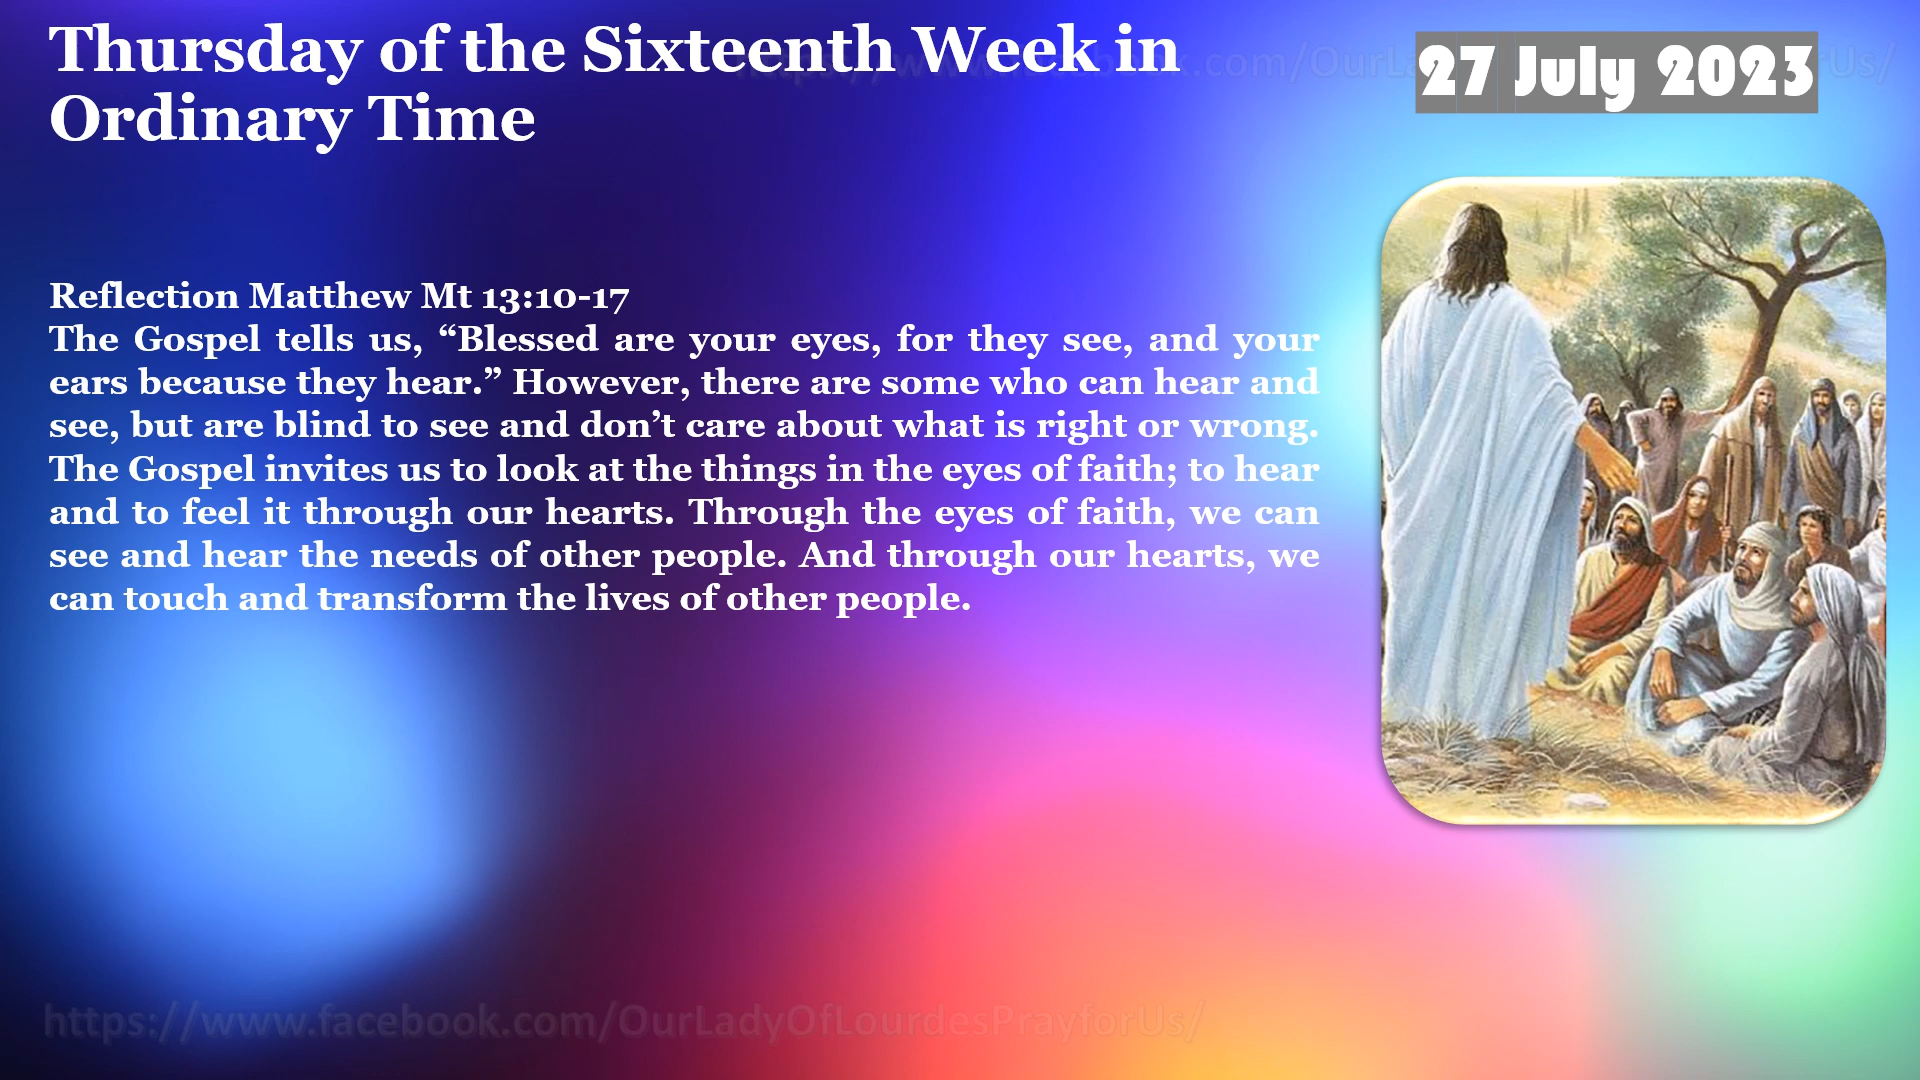 Thursday of the Sixteenth Week in
Ordinary Time
27 July 2023
Reflection Matthew Mt 13:10-17
The Gospel tells us, “Blessed are your eyes, for they see, and your
ears because they hear.” However, there are some who can hear and
see, but are blind to see and don’t care about what is right or wrong.
The Gospel invites us to look at the things in the eyes of faith; to hear
and to feel it through our hearts. Through the eyes of faith, we can
see and hear the needs of other people. And through our hearts, we
can touch and transform the lives of other people.
https://www.facebook.com/OurLadyOfLourdesPrayforUs/